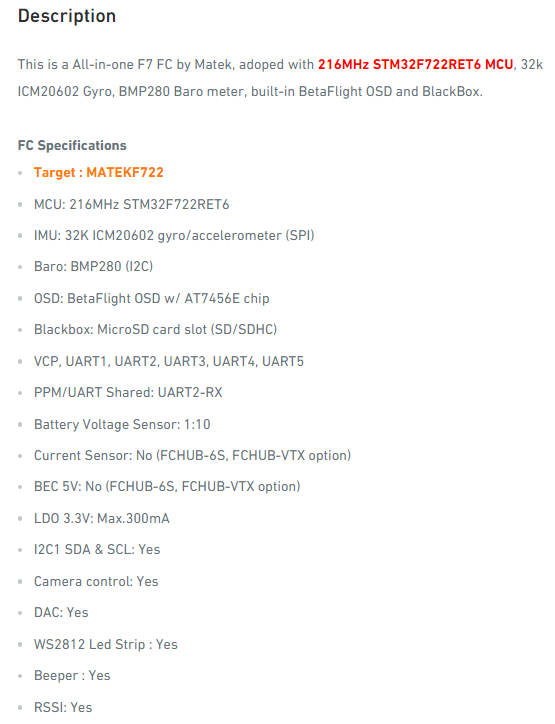 Description
This is a All-in-one F7 FC by Matek, adoped with 216MHz STM32F722RET6 MCU, 32k
ICM20602 Gyro, BMP280 Baro meter, built-in BetaFlight OSD and BlackBox.
FC Specifications
Target : MATEKF722
MCU: 216MHz STM32F722RET6
IMU: 32K ICM20602 gyro/accelerometer (SPI)
Baro: BMP280 (I2C)
OSD: BetaFlight OSD w/ AT7456E chip
Blackbox: MicroSD card slot (SD/SDHC)
VCP, UART1, UART2, UART3, UART4, UART5
PPM/UART Shared: UART2-RX
Battery Voltage Sensor: 1:10
Current Sensor: No (FCHUB-6S, FCHUB-VTX option)
BEC 5V: No (FCHUB-6S, FCHUB-VTX option)
LDO 3.3V: Max.300mA
I2C1 SDA & SCL: Yes
Camera control: Yes
DAC: Yes
WS2812 Led Strip : Yes
Beeper : Yes
RSSI: Yes